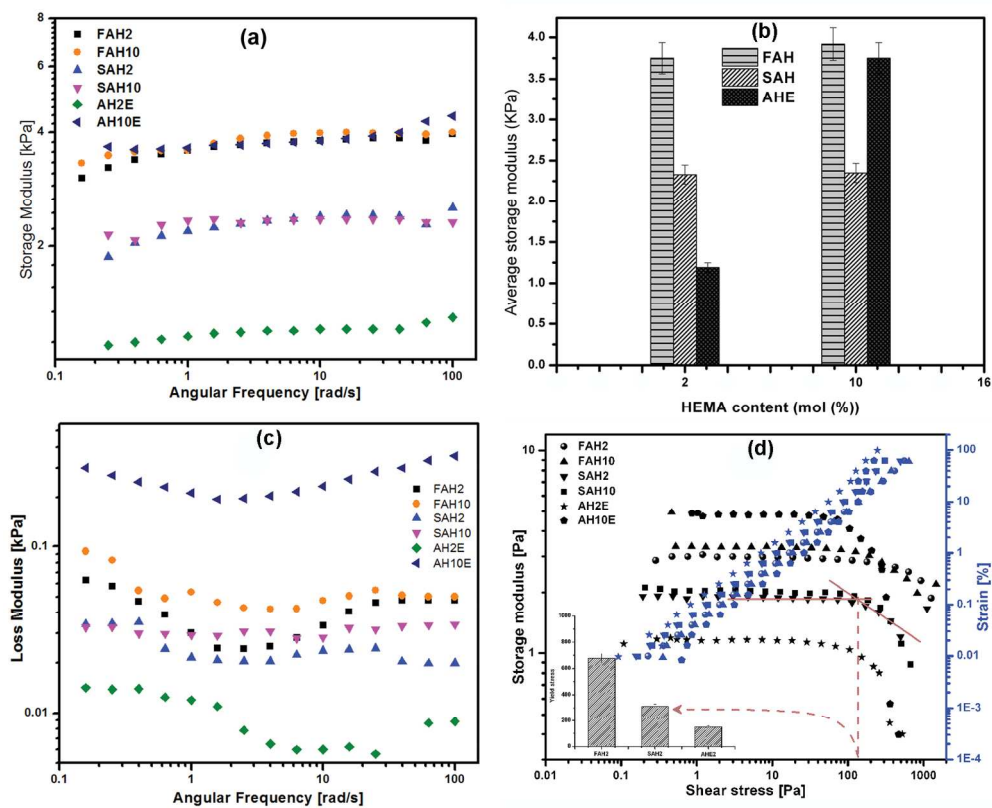 (a)
FAH2
FAH10
SAH2
SAH10
AH2E
AH10E
8
6
4
2
Storage Modulus [kPa]
0.1 1 10 100
Angular Frequency [rad/s]
(b)
FAH
SAH
AHE
4.0
3.5
3.0
2.5
2.0
1.5
1.0
0.5
0.0
Average storage modulus (KPa)
2 10 16
HEMA content (mol (%))
(c)
FAH2
FAH10
SAH2
SAH10
AH2E
AH10E
0.1
0.01
Loss Modulus [kPa]
0.1 1 10 100
Angular Frequency [rad/s]
(d)
FAH2
FAH10
SAH2
SAH10
AH2E
AH10E
10
1
Storage modulus [Pa]
100
10
1
0.1
0.01
1E-3
1E-4
Strain [%]
1000
800
600
400
200
0
Yield stress
FAH2 SAH2 AHE2
0.01 0.1 1 10 100 1000
Shear stress [Pa]